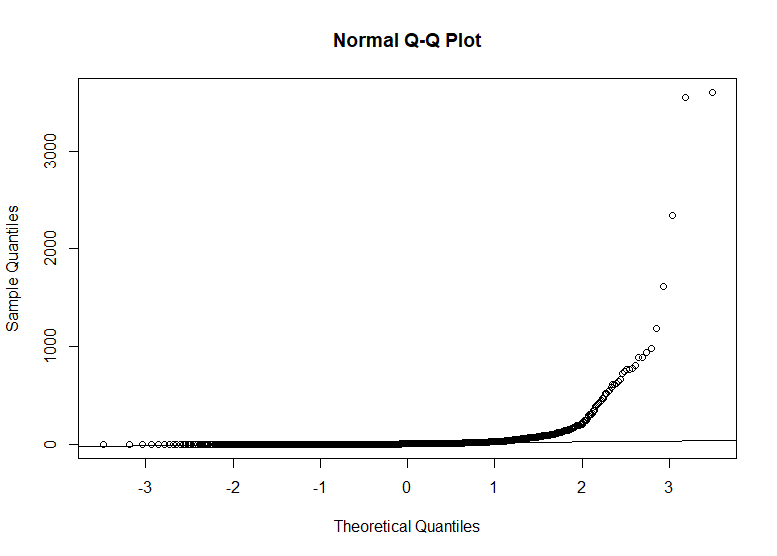 Normal Q-Q Plot
3000
2000
1000
0
Sample Quantiles
-3 -2 -1 0 1 2 3
Theoretical Quantiles